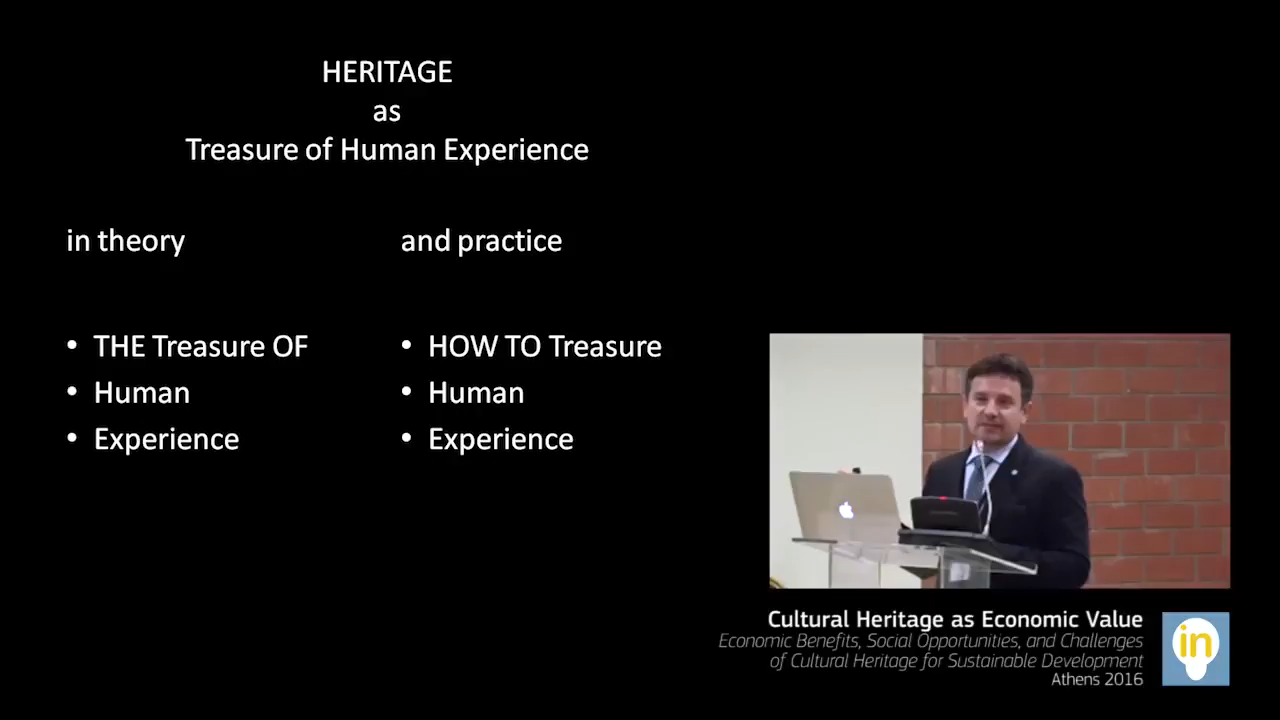 HERITAGE
as
Treasure of Human Experience
in theory
• THE Treasure OF
• Human
• Experience
and practice
• HOW TO Treasure
• Human
• Experience
Cultural Heritage as Economic Value
Economic Benefits, Social Opportunities, and Challenges
of Cultural Heritage for Sustainable Development
Athens 2016
in